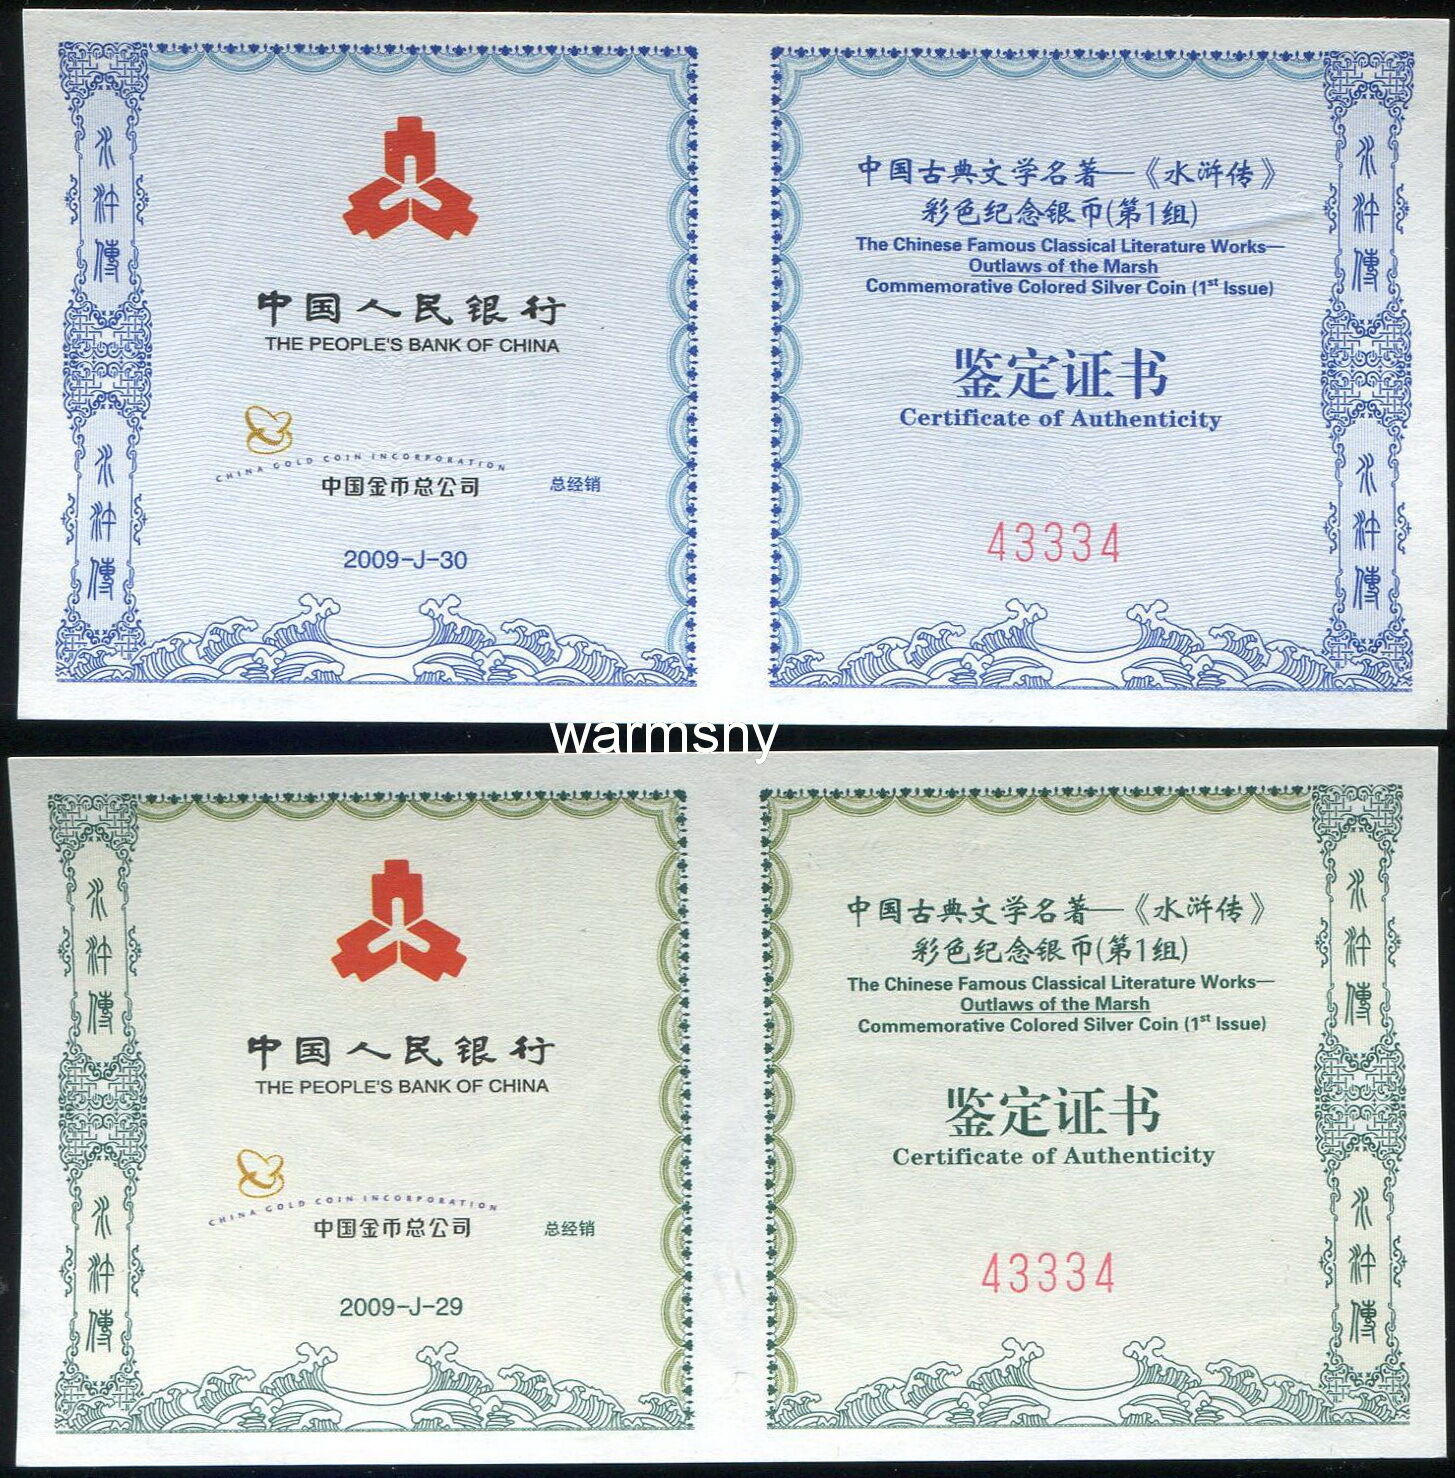 水滸傳
水滸傳
中国人民银行
THE PEOPLE'S BANK OF CHINA
CHINA GOLD COIN INCORPORATION
中国金币总公司 总经销
2009-J-30
中国古典文学名著—《水浒传》
彩色纪念银币(第1组)
The Chinese Famous Classical Literature Works—
Outlaws of the Marsh
Commemorative Colored Silver Coin (1st Issue)
鉴定证书
Certificate of Authenticity
43334
水滸傳
水滸傳
warmsny
水滸傳
水滸傳
中国人民银行
THE PEOPLE'S BANK OF CHINA
CHINA GOLD COIN INCORPORATION
中国金币总公司 总经销
2009-J-29
中国古典文学名著—《水浒传》
彩色纪念银币(第1组)
The Chinese Famous Classical Literature Works—
Outlaws of the Marsh
Commemorative Colored Silver Coin (1st Issue)
鉴定证书
Certificate of Authenticity
43334
水滸傳
水滸傳